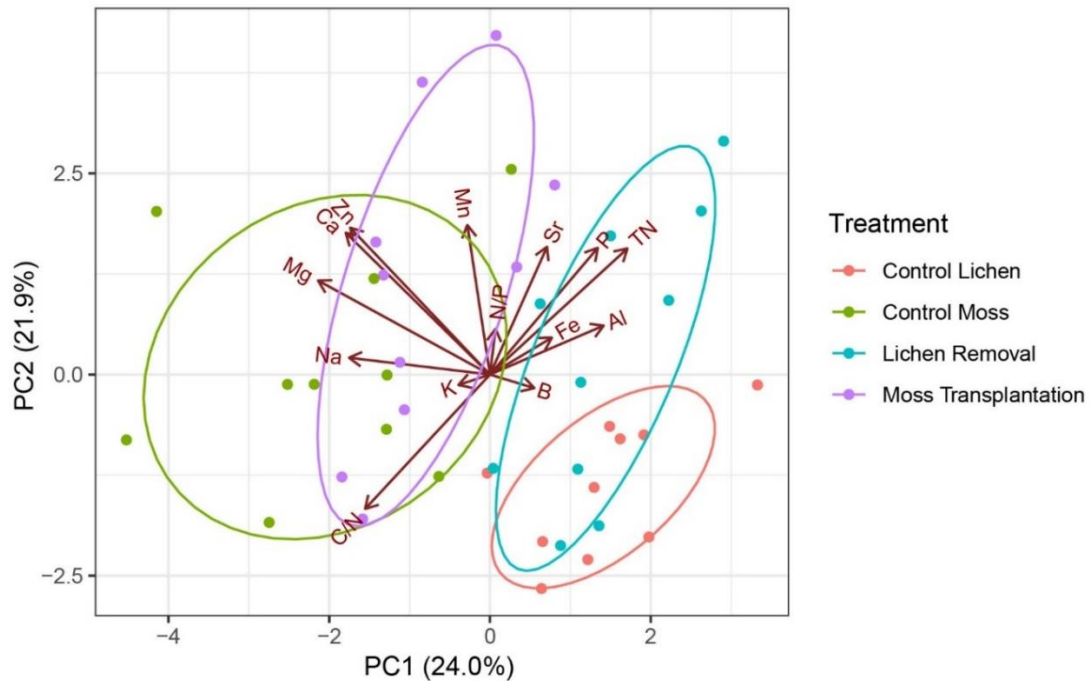 PC2 (21.9%)
2.5
0.0
−2.5
−4
−2
0
2
PC1 (24.0%)
Zn
Ca
Mg
Na
K
C/N
Mn
N/P
Sr
P
TN
Fe
Al
B
Treatment
Control Lichen
Control Moss
Lichen Removal
Moss Transplantation